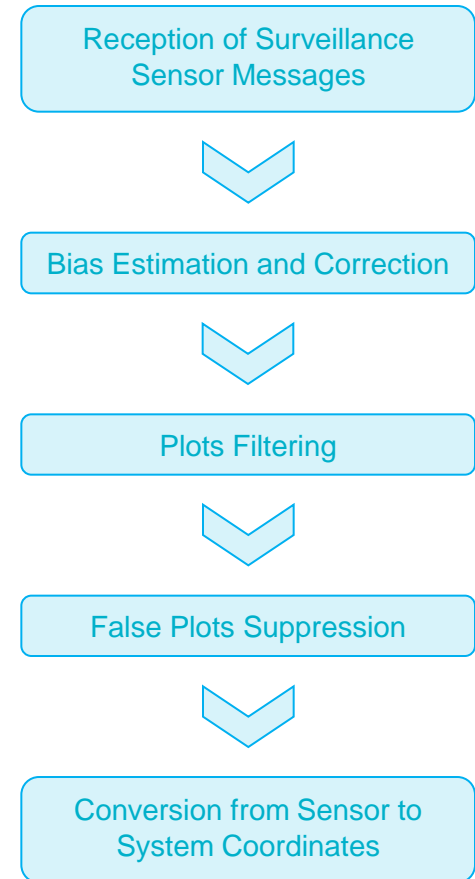 Reception of Surveillance
Sensor Messages
Bias Estimation and Correction
Plots Filtering
False Plots Suppression
Conversion from Sensor to
System Coordinates